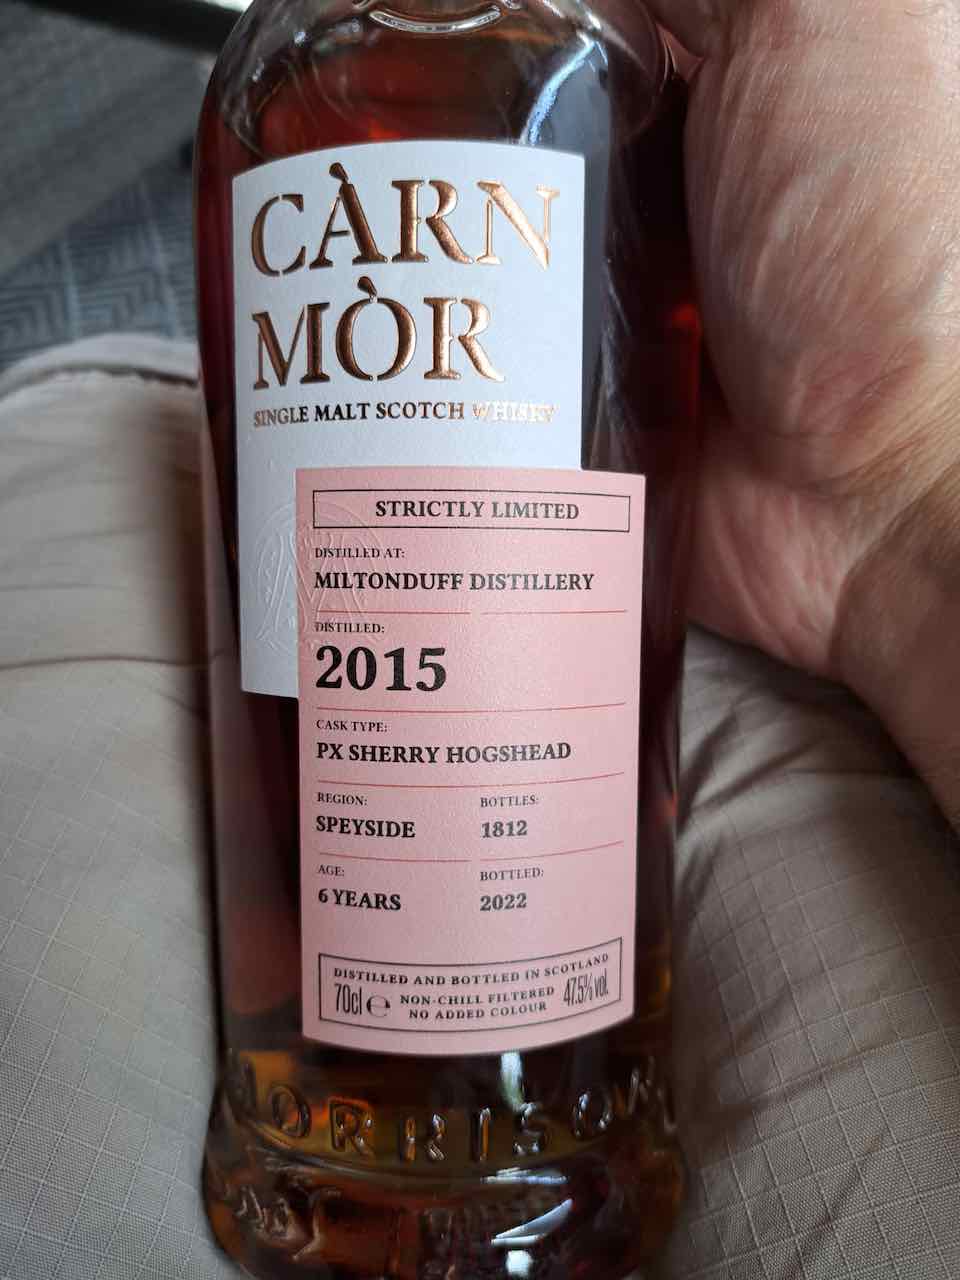 CÀRN
MÒR
SINGLE MALT SCOTCH WHISKY
STRICTLY LIMITED
DISTILLED AT:
MILTONDUFF DISTILLERY
DISTILLED:
2015
CASK TYPE:
PX SHERRY HOGSHEAD
REGION:
SPEYSIDE
BOTTLES:
1812
AGE:
6 YEARS
BOTTLED:
2022
DISTILLED AND BOTTLED IN SCOTLAND
70cl ℮ NON-CHILL FILTERED 47.5% vol.
NO ADDED COLOUR
MORRISON